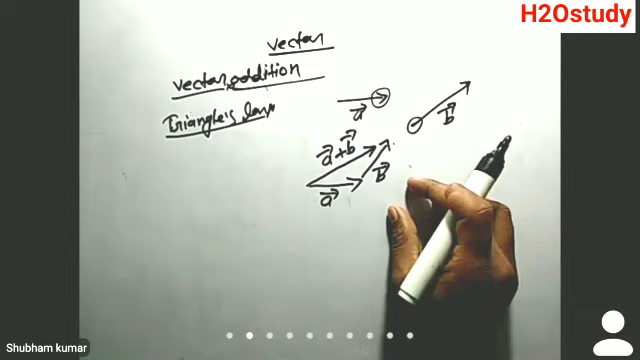 H2Ostudy
vector
vector addition
Triangle's law
a⃗
b⃗
a⃗+b⃗
b⃗
a⃗
Shubham kumar